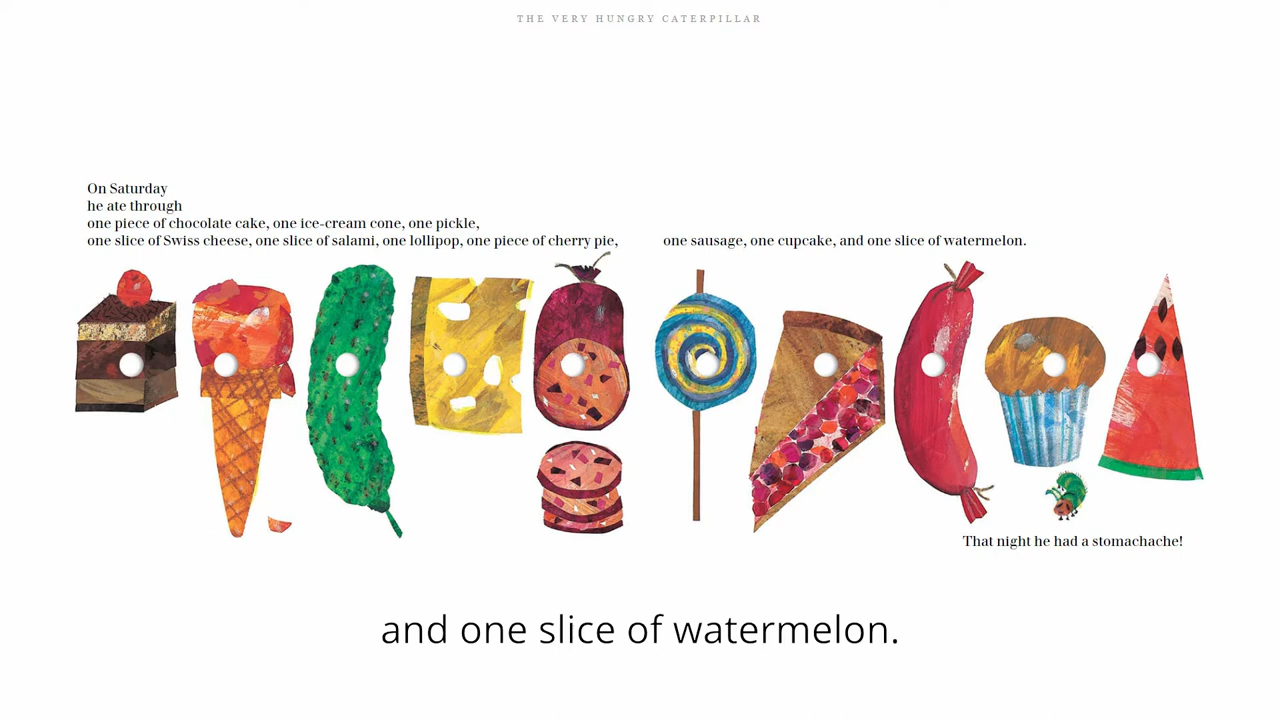 THE VERY HUNGRY CATERPILLAR
On Saturday
he ate through
one piece of chocolate cake, one ice-cream cone, one pickle,
one slice of Swiss cheese, one slice of salami, one lollipop, one piece of cherry pie,
one sausage, one cupcake, and one slice of watermelon.
That night he had a stomachache!
and one slice of watermelon.